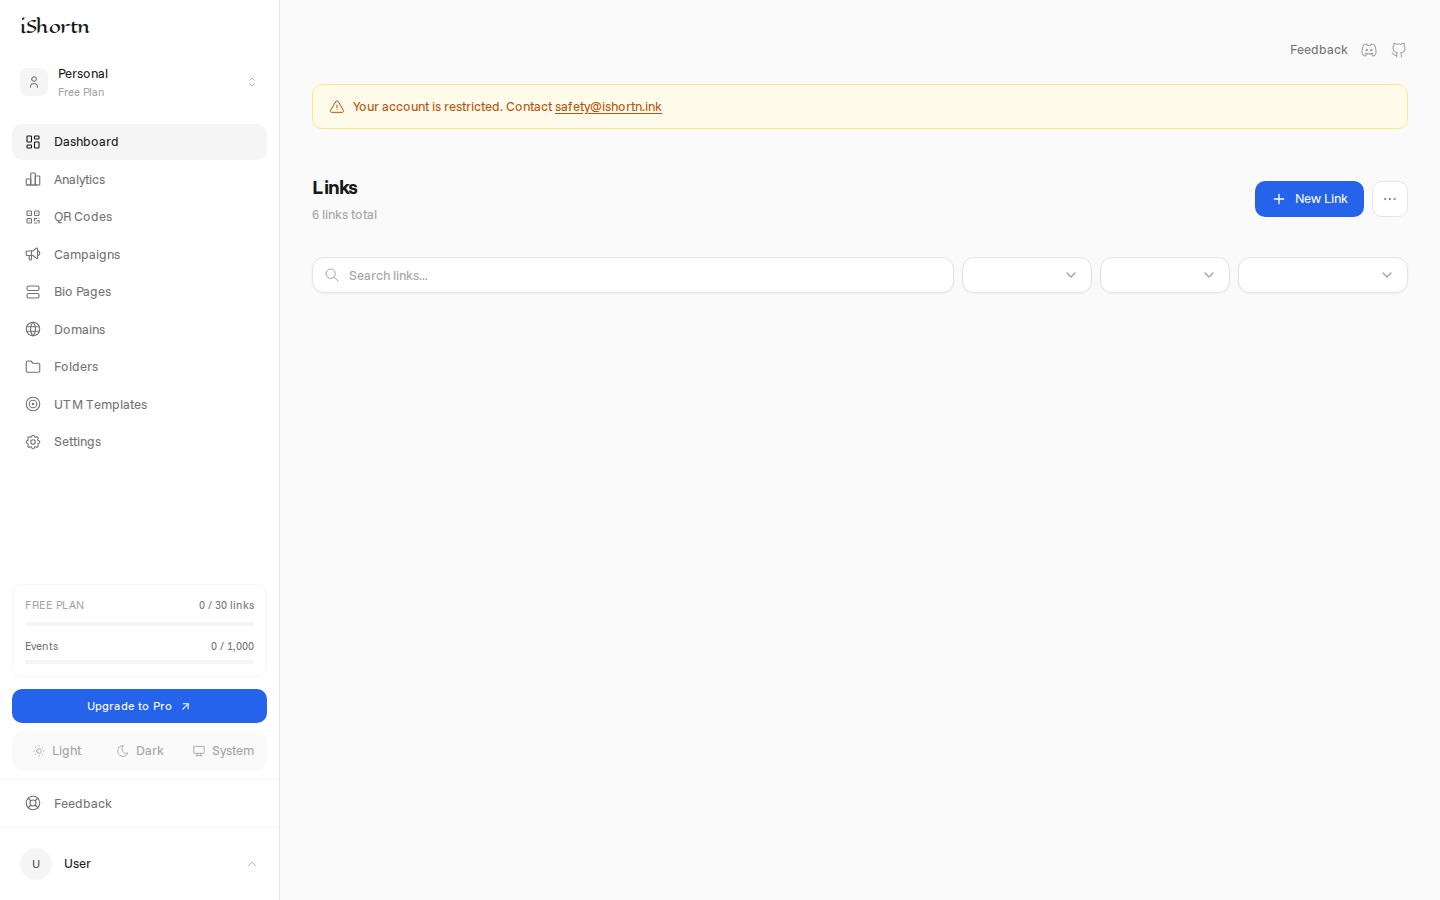 iShortn
Personal
Free Plan
Dashboard
Analytics
QR Codes
Campaigns
Bio Pages
Domains
Folders
UTM Templates
Settings
FREE PLAN 0 / 30 links
Events 0 / 1,000
Upgrade to Pro
Light Dark System
Feedback
U User
Feedback
Your account is restricted. Contact safety@ishortn.ink
Links
6 links total
New Link
Search links...